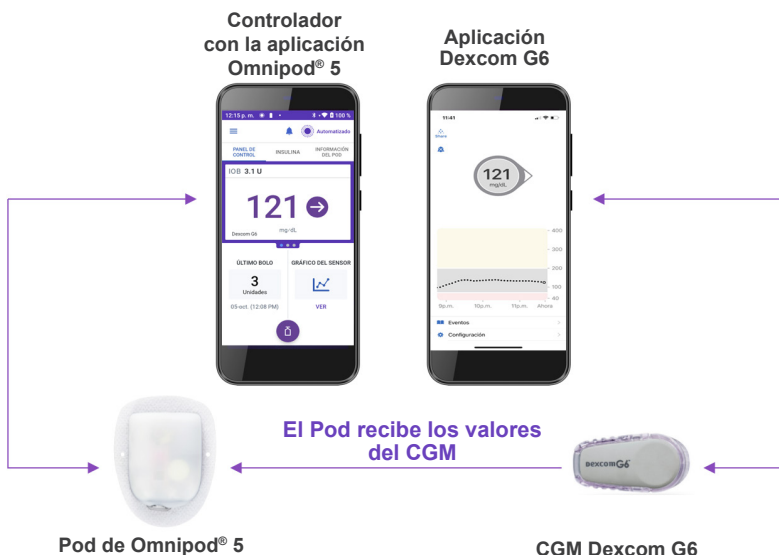 Controlador
con la aplicación
Omnipod® 5
Aplicación
Dexcom G6
12:15 p. m.
100 %
Automatizado
PANEL DE
CONTROL
INSULINA
INFORMACIÓN
DEL POD
IOB 3.1 U
121
mg/dL
Dexcom G6
ÚLTIMO BOLO
GRÁFICO DEL SENSOR
3
Unidades
05-oct. (12:08 PM)
VER
11:41
Share
121
mg/dL
400
300
200
100
40
9p.m.
10p.m.
11p.m.
Ahora
Eventos
Configuración
El Pod recibe los valores
del CGM
Dexcom G6
Pod de Omnipod® 5
CGM Dexcom G6